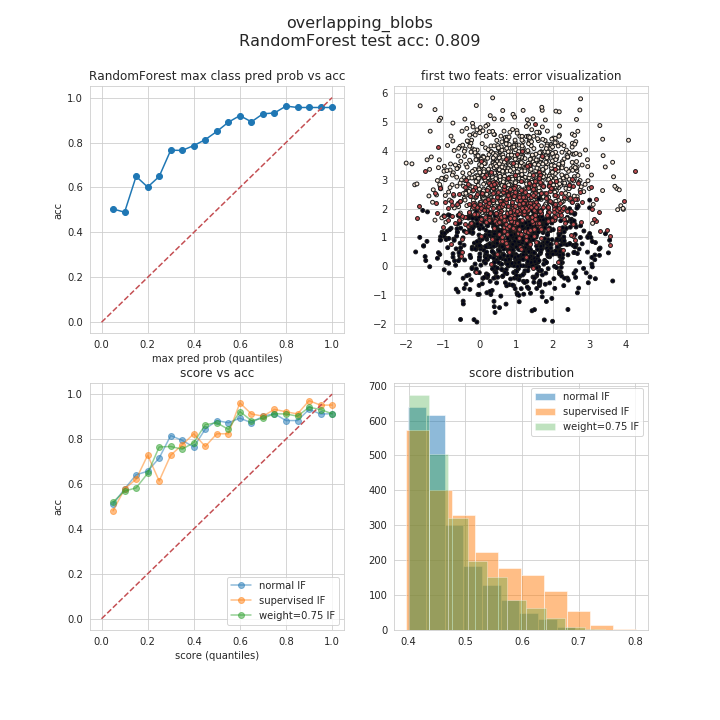 overlapping_blobs
RandomForest test acc: 0.809
RandomForest max class pred prob vs acc
1.0
0.8
0.6
0.4
0.2
0.0
acc
0.0 0.2 0.4 0.6 0.8 1.0
max pred prob (quantiles)
first two feats: error visualization
6
5
4
3
2
1
0
−1
−2
−2 −1 0 1 2 3 4
score vs acc
1.0
0.8
0.6
0.4
0.2
0.0
acc
normal IF
supervised IF
weight=0.75 IF
0.0 0.2 0.4 0.6 0.8 1.0
score (quantiles)
score distribution
700
600
500
400
300
200
100
0
normal IF
supervised IF
weight=0.75 IF
0.4 0.5 0.6 0.7 0.8